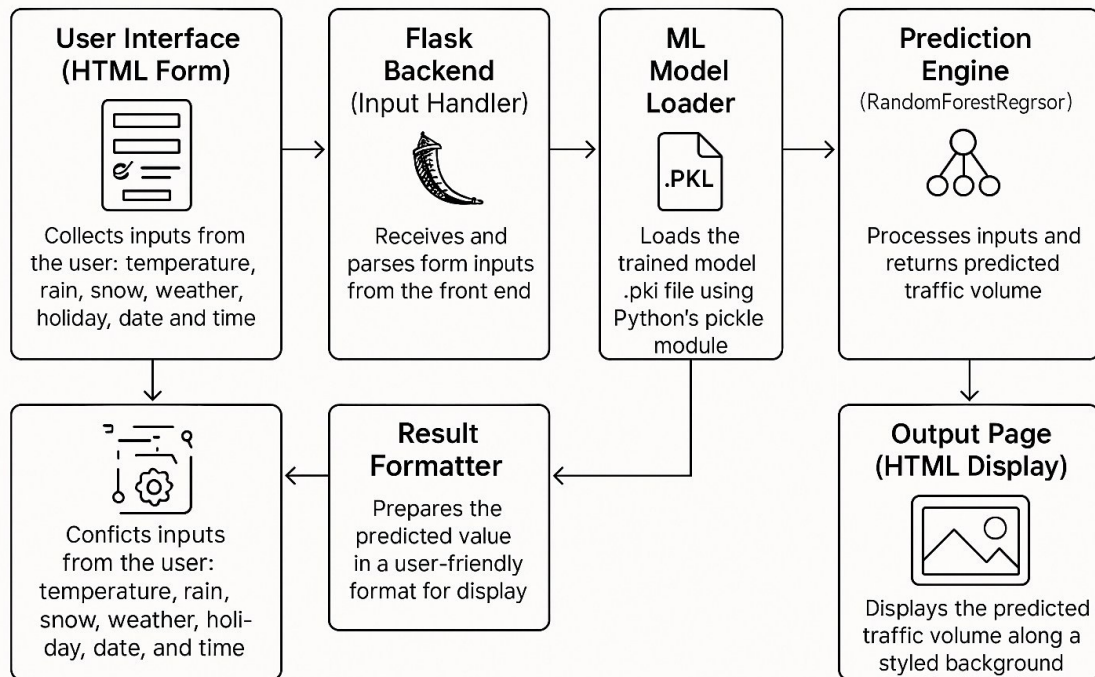 User Interface
(HTML Form)
Collects inputs from
the user: temperature,
rain, snow, weather,
holiday, date and time
Flask
Backend
(Input Handler)
Receives and
parses form inputs
from the front end
ML
Model
Loader
.PKL
Loads the
trained model
.pki file using
Python's pickle
module
Prediction
Engine
(RandomForestRegrsor)
Processes inputs and
returns predicted
traffic volume
Conficts inputs
from the user:
temperature, rain,
snow, weather, holi-
day, date, and time
Result
Formatter
Prepares the
predicted value
in a user-friendly
format for display
Output Page
(HTML Display)
Displays the predicted
traffic volume along a
styled background